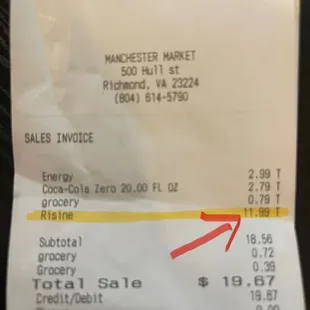 MANCHESTER MARKET
500 Hull st
Richmond, VA 23224
(804) 614-5790
SALES INVOICE
Energy 2.99 T
Coca-Cola Zero 20.00 FL OZ 2.79 T
grocery 0.79 T
Risine 11.99 T
Subtotal 18.56
grocery 0.72
Grocery 0.39
Total Sale $ 19.67
Credit/Debit 19.67
0.00